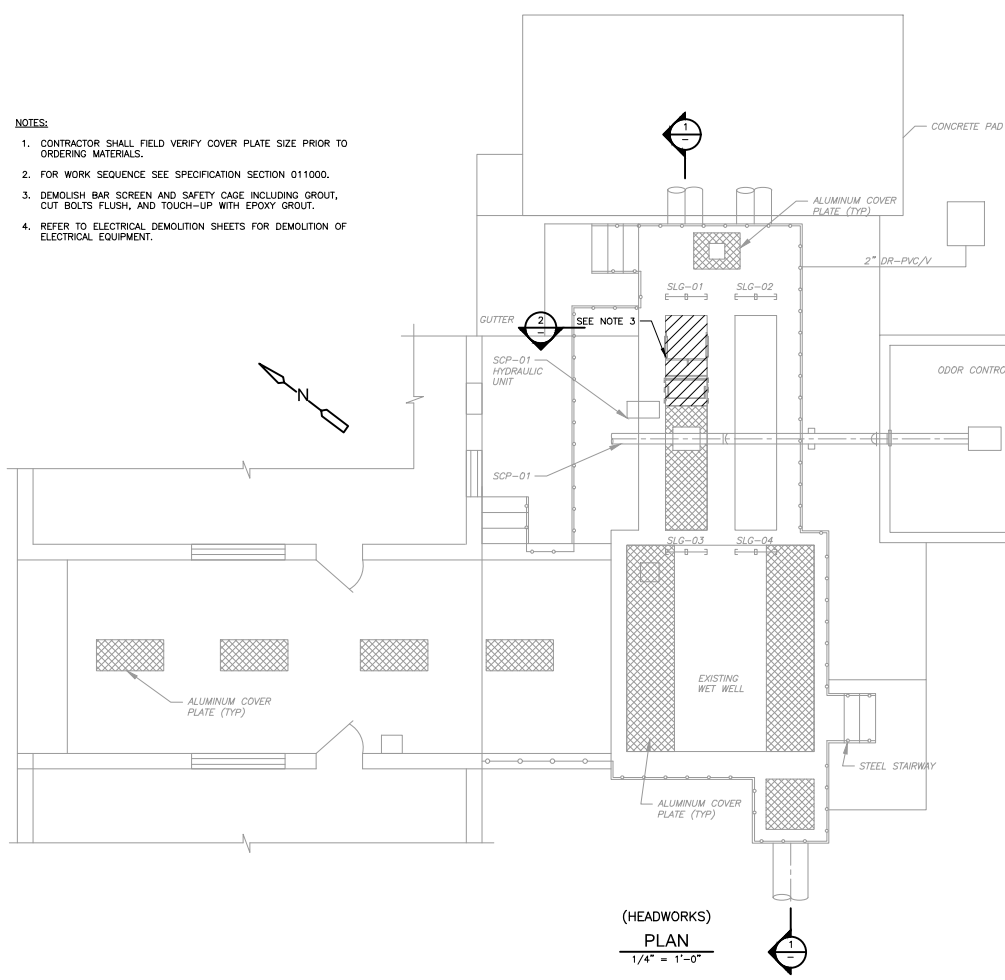 NOTES:
1. CONTRACTOR SHALL FIELD VERIFY COVER PLATE SIZE PRIOR TO
ORDERING MATERIALS.
2. FOR WORK SEQUENCE SEE SPECIFICATION SECTION 011000.
3. DEMOLISH BAR SCREEN AND SAFETY CAGE INCLUDING GROUT,
CUT BOLTS FLUSH, AND TOUCH-UP WITH EPOXY GROUT.
4. REFER TO ELECTRICAL DEMOLITION SHEETS FOR DEMOLITION OF
ELECTRICAL EQUIPMENT.
1
-
CONCRETE PAD
ALUMINUM COVER
PLATE (TYP)
2" DR-PVC/V
SLG-01
SLG-02
GUTTER
2
-
SEE NOTE 3
SCP-01
HYDRAULIC
UNIT
ODOR CONTRO
N
SCP-01
SLG-03
SLG-04
EXISTING
WET WELL
ALUMINUM COVER
PLATE (TYP)
STEEL STAIRWAY
ALUMINUM COVER
PLATE (TYP)
(HEADWORKS)
PLAN
1/4" = 1'-0"
1
-